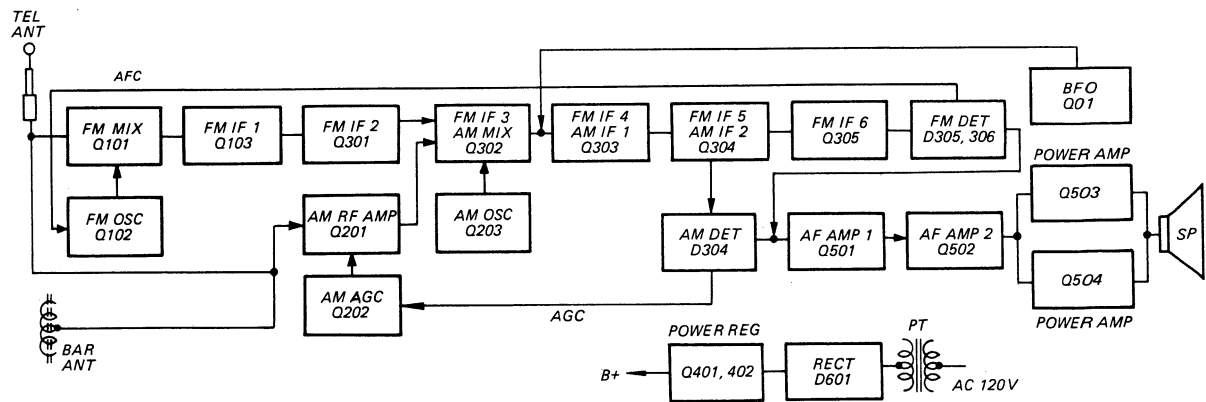 TEL
ANT
AFC
BFO
Q01
FM MIX
Q101
FM IF 1
Q103
FM IF 2
Q301
FM IF 3
AM MIX
Q302
FM IF 4
AM IF 1
Q303
FM IF 5
AM IF 2
Q304
FM IF 6
Q305
FM DET
D305, 306
FM OSC
Q102
AM RF AMP
Q201
AM OSC
Q203
AM DET
D304
AF AMP 1
Q501
AF AMP 2
Q502
POWER AMP
Q503
SP
Q504
POWER AMP
AM AGC
Q202
AGC
BAR
ANT
POWER REG
B+
Q401, 402
RECT
D601
PT
AC 120V